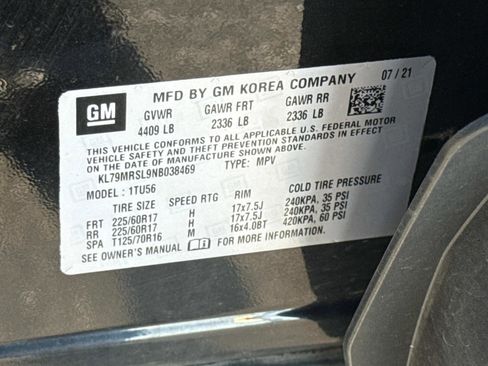 GM
MFD BY GM KOREA COMPANY 07/21
GVWR GAWR FRT GAWR RR
4409 LB 2336 LB 2336 LB
THIS VEHICLE CONFORMS TO ALL APPLICABLE U.S. FEDERAL MOTOR
VEHICLE SAFETY AND THEFT PREVENTION STANDARDS IN EFFECT
ON THE DATE OF MANUFACTURE SHOWN ABOVE.
KL79MRSL9NB038469 TYPE: MPV
MODEL: 1TU56
TIRE SIZE SPEED RTG RIM COLD TIRE PRESSURE
FRT 225/60R17 H 17x7.5J 240KPA, 35 PSI
RR 225/60R17 H 17x7.5J 240KPA, 35 PSI
SPA T125/70R16 M 16x4.0BT 420KPA, 60 PSI
SEE OWNER'S MANUAL FOR MORE INFORMATION.